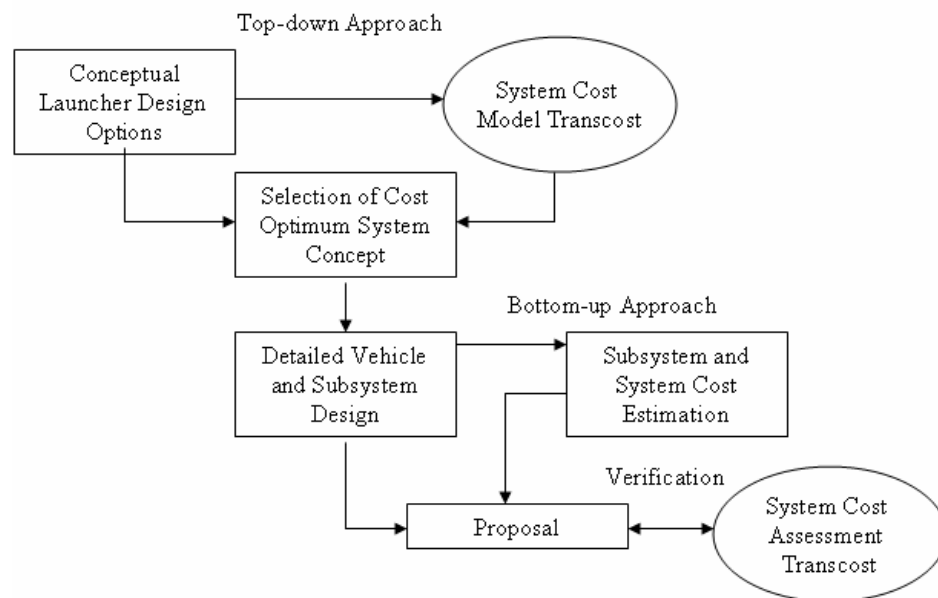 Top-down Approach
Conceptual
Launcher Design
Options
System Cost
Model Transcost
Selection of Cost
Optimum System
Concept
Bottom-up Approach
Detailed Vehicle
and Subsystem
Design
Subsystem and
System Cost
Estimation
Verification
Proposal
System Cost
Assessment
Transcost